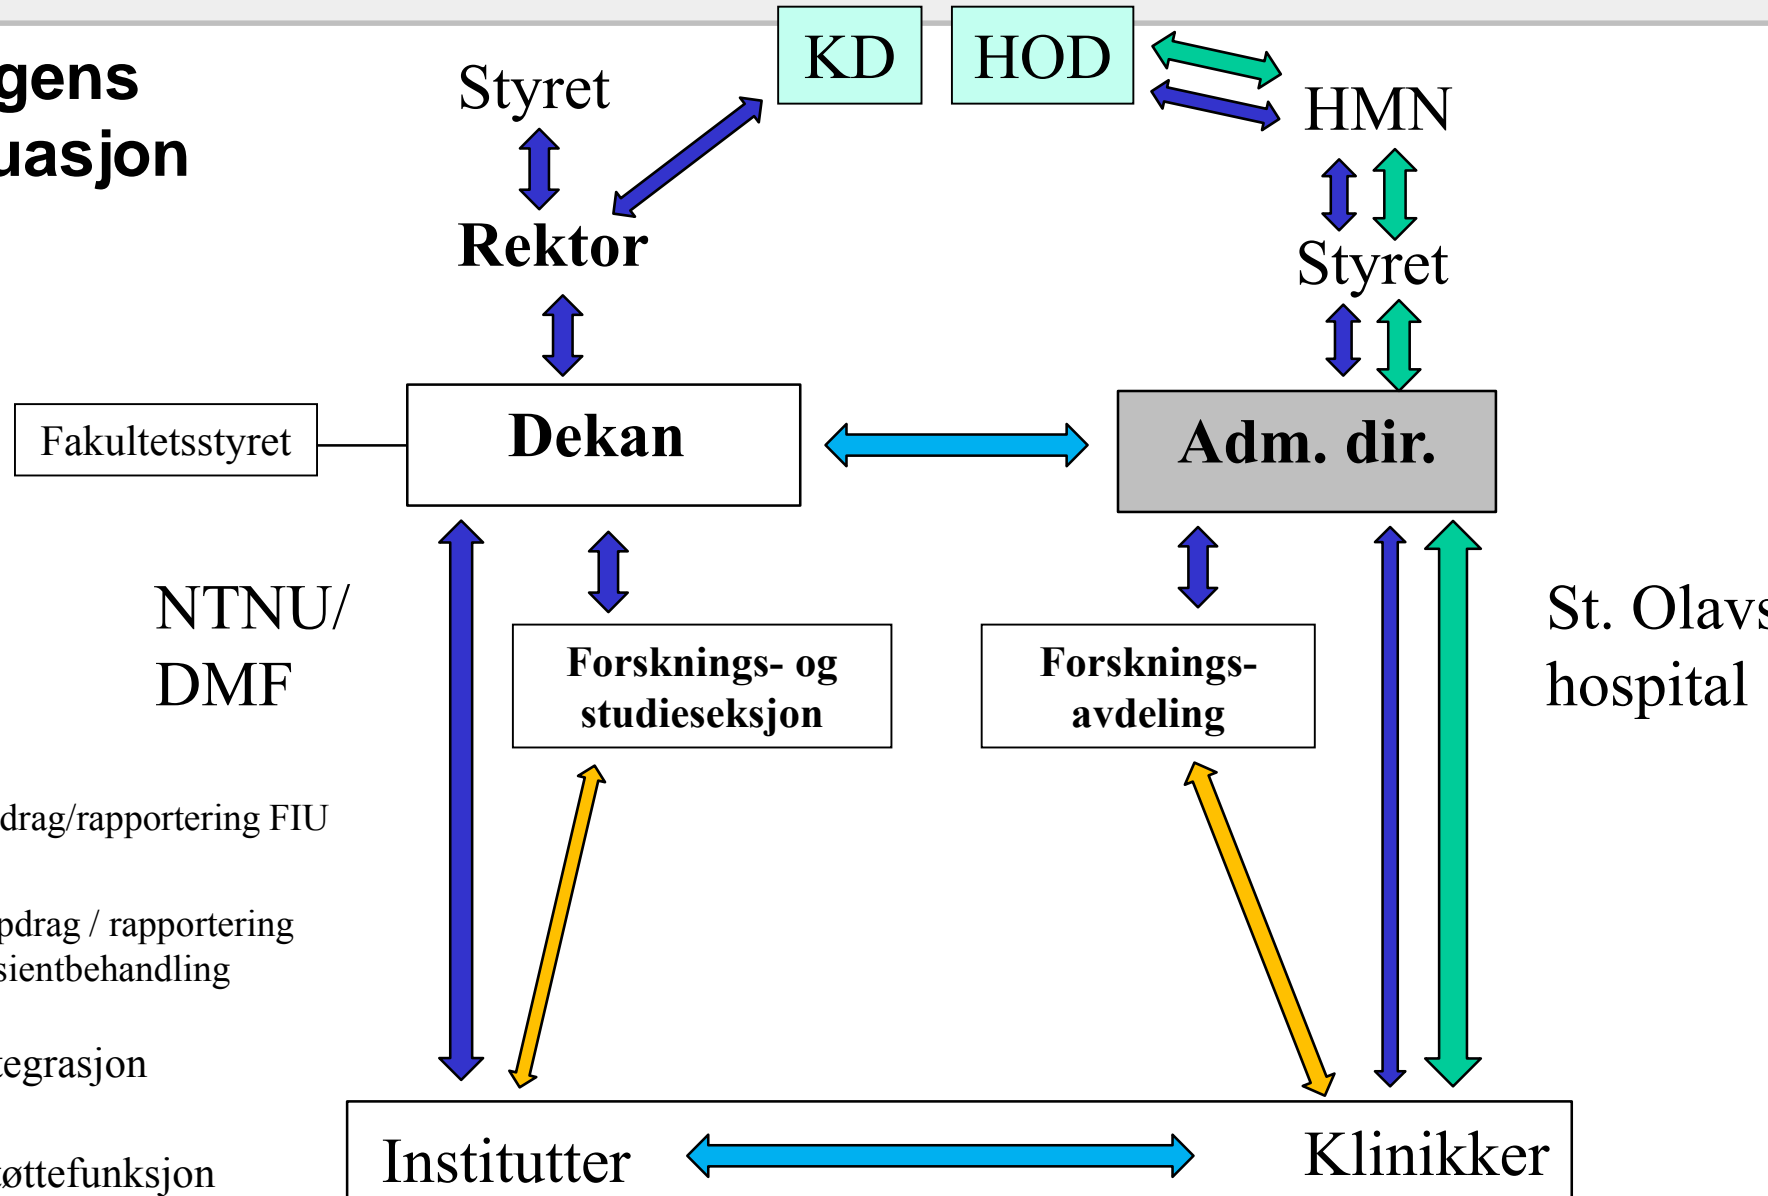 gens
uasjon
KD
HOD
Styret
HMN
Rektor
Styret
Fakultetsstyret
Dekan
Adm. dir.
NTNU/
DMF
Forsknings- og
studieseksjon
Forsknings-
avdeling
St. Olavs
hospital
drag/rapportering FIU
pdrag / rapportering
sientbehandling
tegrasjon
tøttefunksjon
Institutter
Klinikker